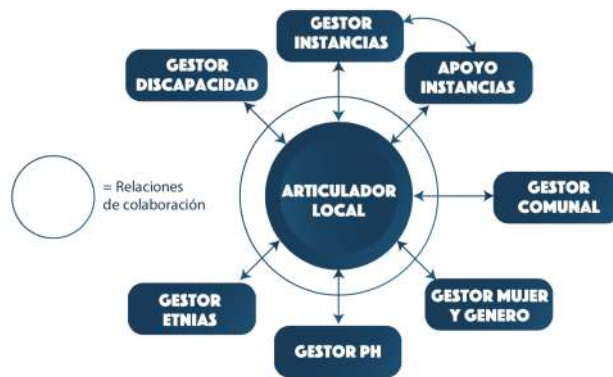 GESTOR
INSTANCIAS
GESTOR
DISCAPACIDAD
APOYO
INSTANCIAS
= Relaciones
de colaboración
ARTICULADOR
LOCAL
GESTOR
COMUNAL
GESTOR
ETNIAS
GESTOR MUJER
Y GENERO
GESTOR PH